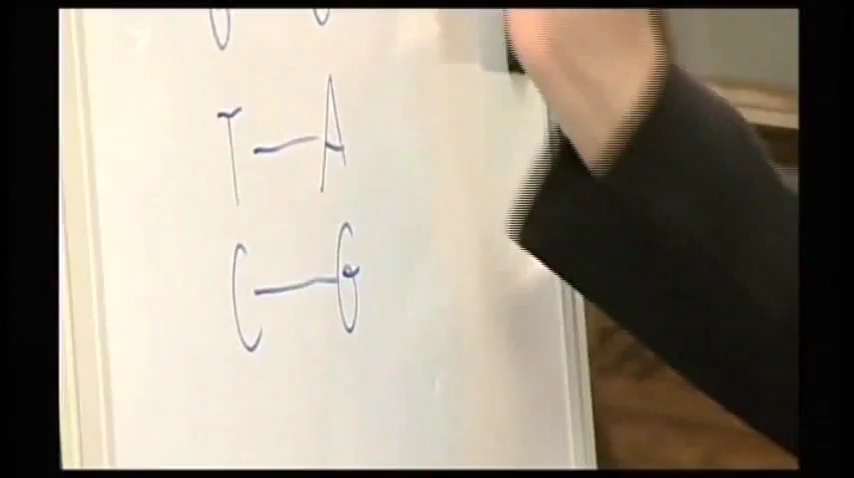 T — A
C — G